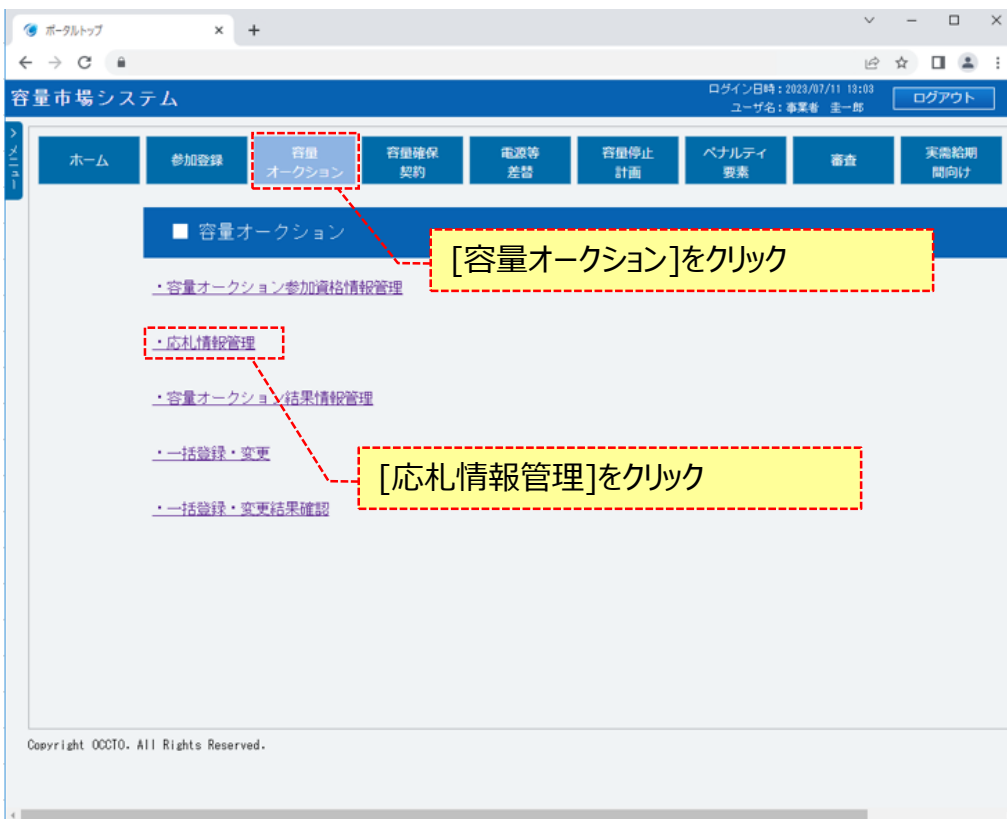 ポータルトップ
容量市場システム
ログイン日時：2023/07/11 13:03
ユーザ名：事業者 圭一郎
ログアウト
>メニュー
ホーム
参加登録
容量
オークション
容量確保
契約
電源等
差替
容量停止
計画
ペナルティ
要素
審査
実需給期
間向け
■ 容量オークション
[容量オークション]をクリック
・容量オークション参加資格情報管理
・応札情報管理
・容量オークション結果情報管理
・一括登録・変更
[応札情報管理]をクリック
・一括登録・変更結果確認
Copyright OCCTO. All Rights Reserved.